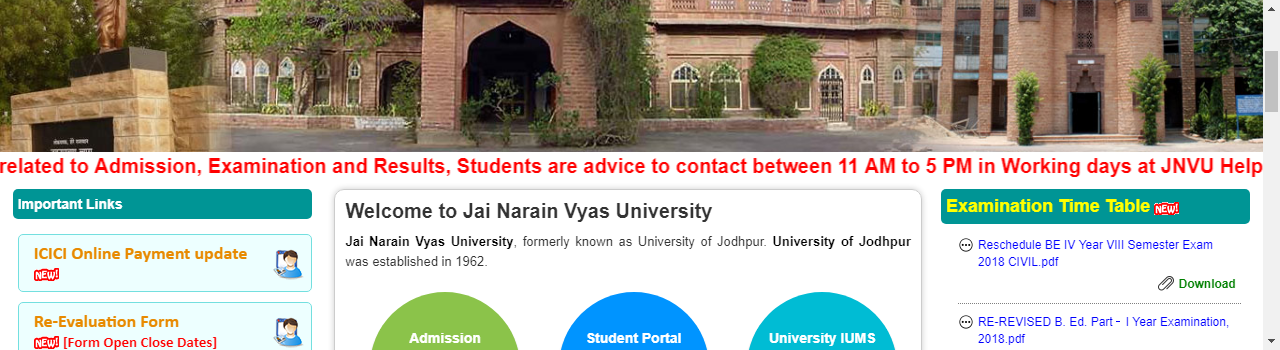 related to Admission, Examination and Results, Students are advice to contact between 11 AM to 5 PM in Working days at JNVU Help
Important Links
ICICI Online Payment update
NEW!
Re-Evaluation Form
NEW! [Form Open Close Dates]
Welcome to Jai Narain Vyas University
Jai Narain Vyas University, formerly known as University of Jodhpur. University of Jodhpur
was established in 1962.
Admission
Student Portal
University IUMS
Examination Time Table NEW!
Reschedule BE IV Year VIII Semester Exam
2018 CIVIL.pdf
Download
RE-REVISED B. Ed. Part - I Year Examination,
2018.pdf